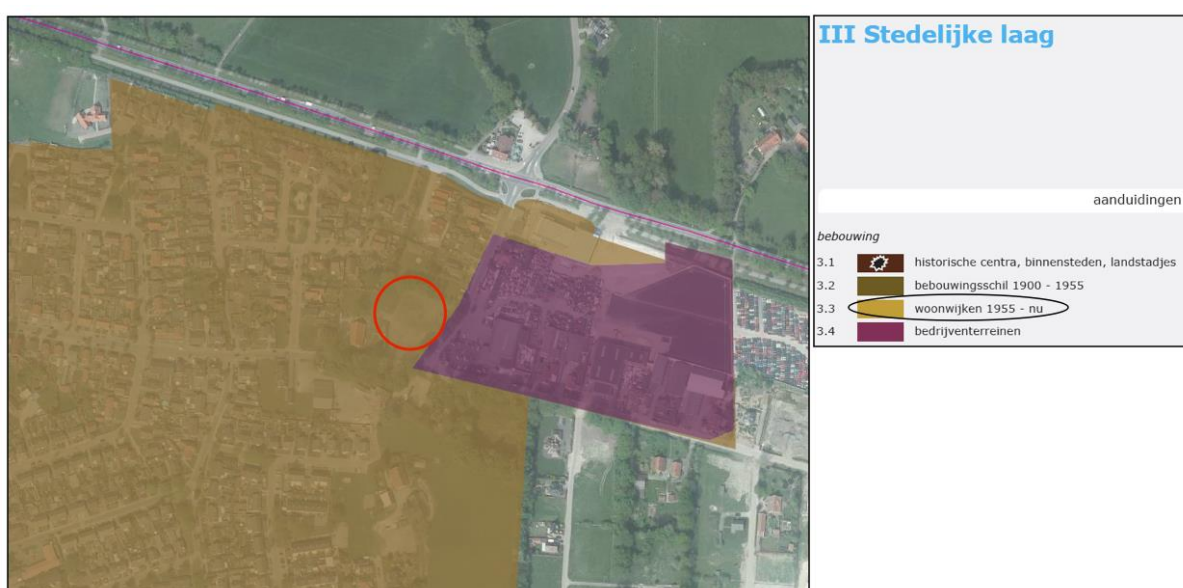 III Stedelijke laag
aanduidingen
bebouwing
3.1 historische centra, binnensteden, landstadjes
3.2 bebouwingsschil 1900 - 1955
3.3 woonwijken 1955 - nu
3.4 bedrijventerreinen